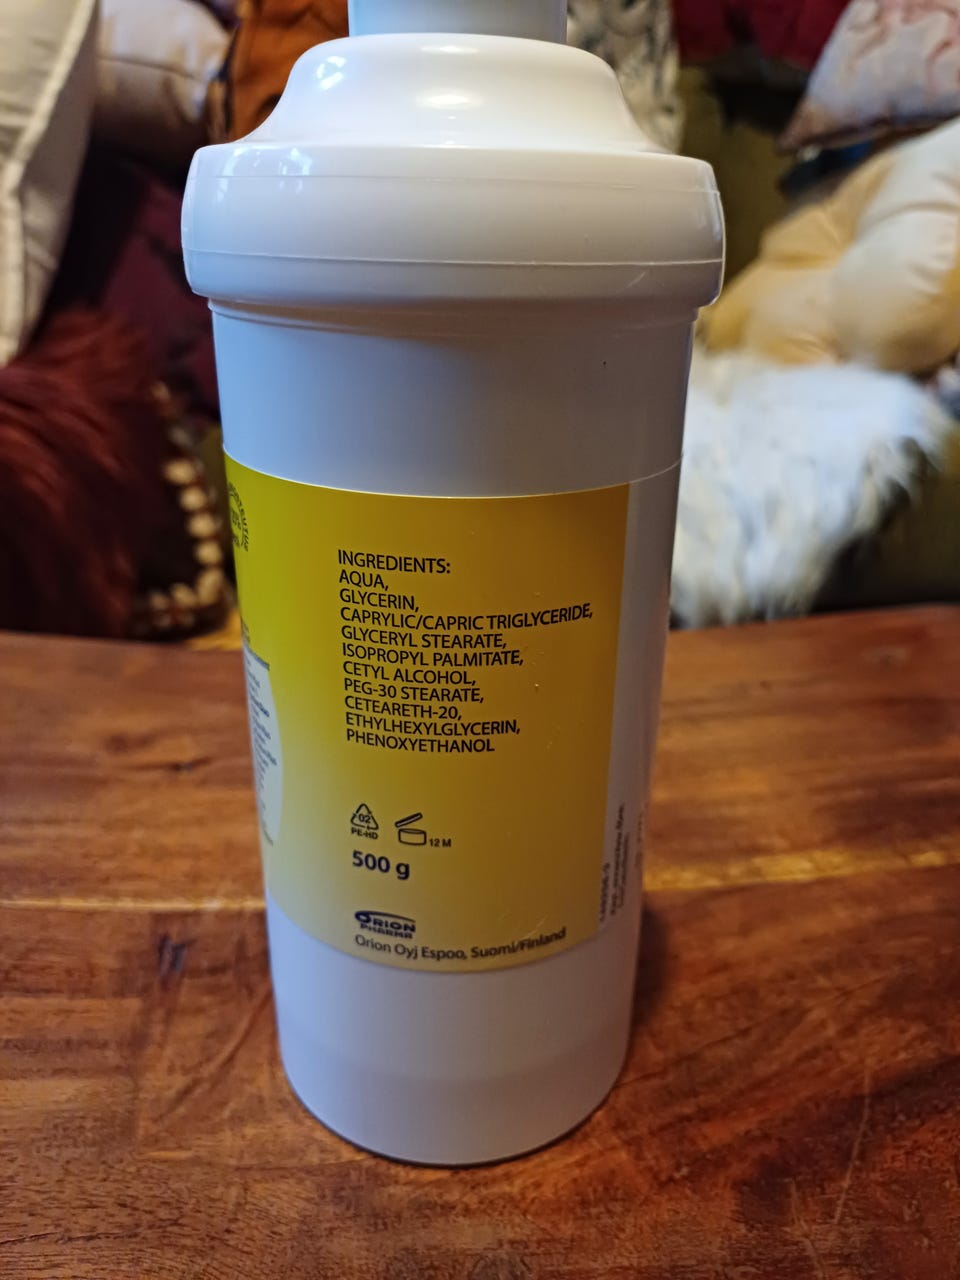 INGREDIENTS:
AQUA,
GLYCERIN,
CAPRYLIC/CAPRIC TRIGLYCERIDE,
GLYCERYL STEARATE,
ISOPROPYL PALMITATE,
CETYL ALCOHOL,
PEG-30 STEARATE,
CETEARETH-20,
ETHYLHEXYLGLYCERIN,
PHENOXYETHANOL
02
PE-HD
12 M
500 g
ORION
PHARMA
Orion Oyj Espoo, Suomi/Finland